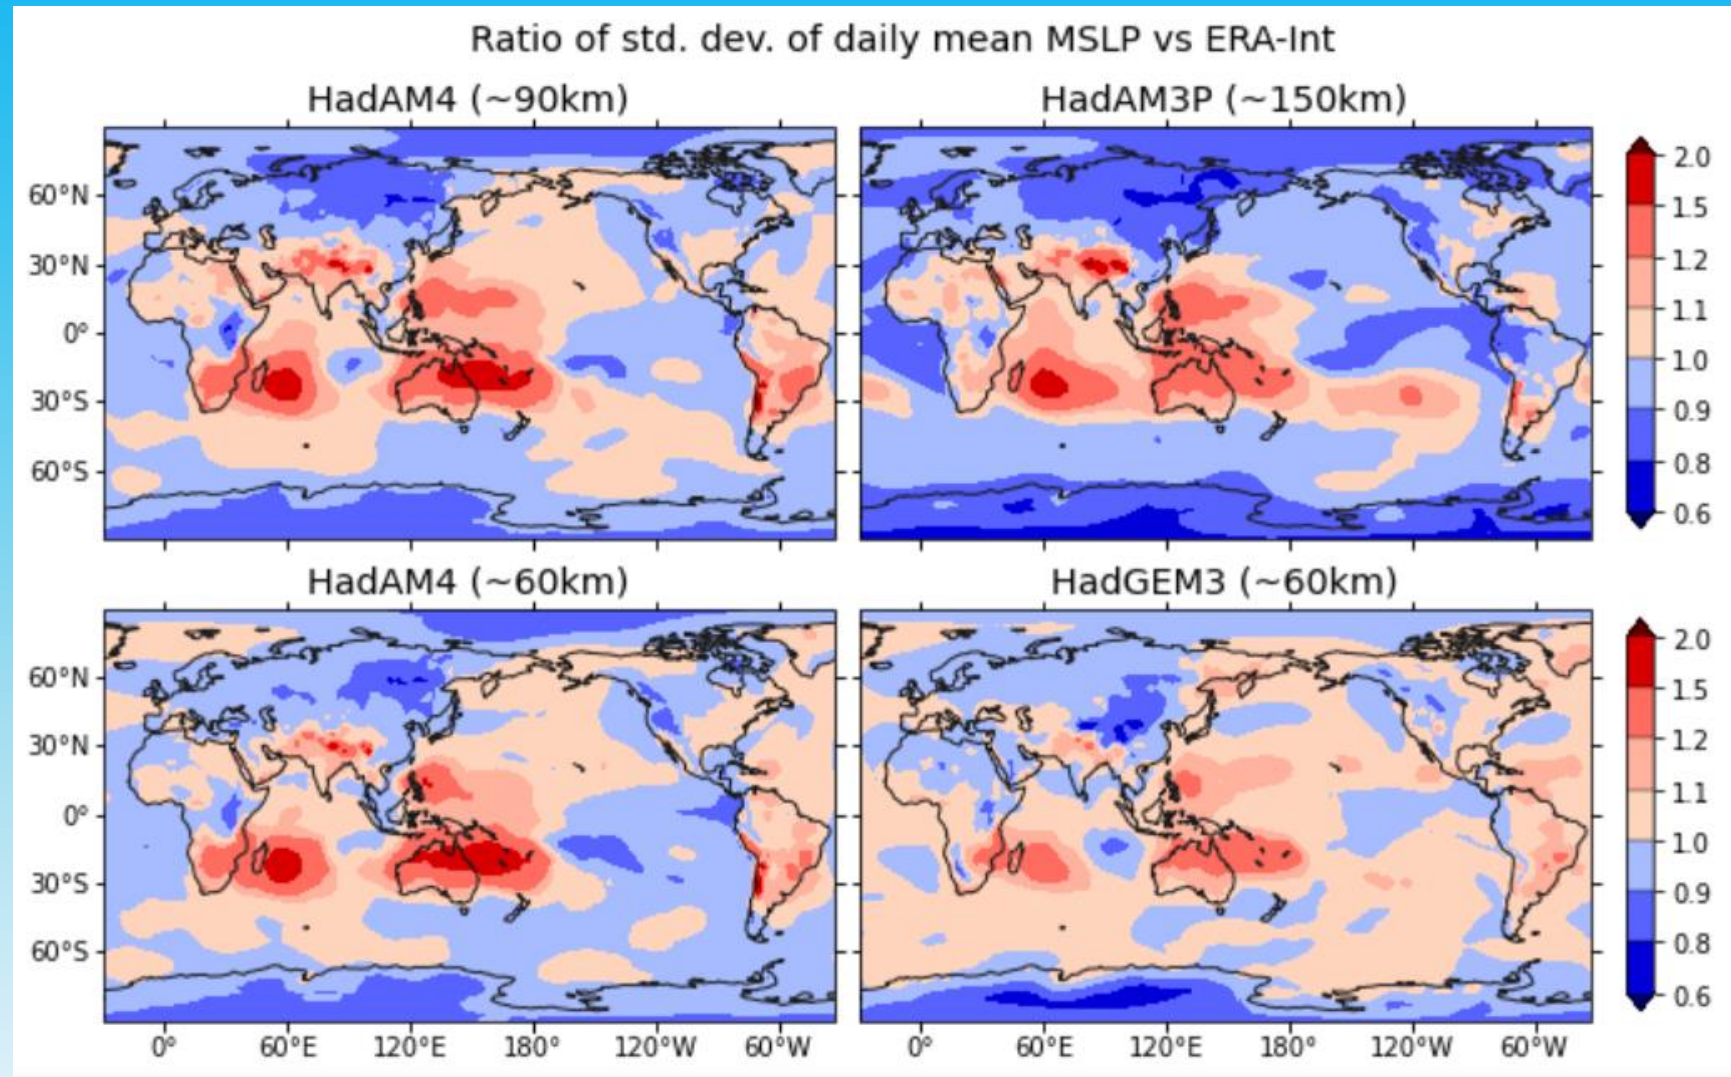 Ratio of std. dev. of daily mean MSLP vs ERA-Int
HadAM4 (~90km)
HadAM3P (~150km)
60°N
30°N
0°
30°S
60°S
2.0
1.5
1.2
1.1
1.0
0.9
0.8
0.6
HadAM4 (~60km)
HadGEM3 (~60km)
60°N
30°N
0°
30°S
60°S
2.0
1.5
1.2
1.1
1.0
0.9
0.8
0.6
0° 60°E 120°E 180° 120°W 60°W
0° 60°E 120°E 180° 120°W 60°W